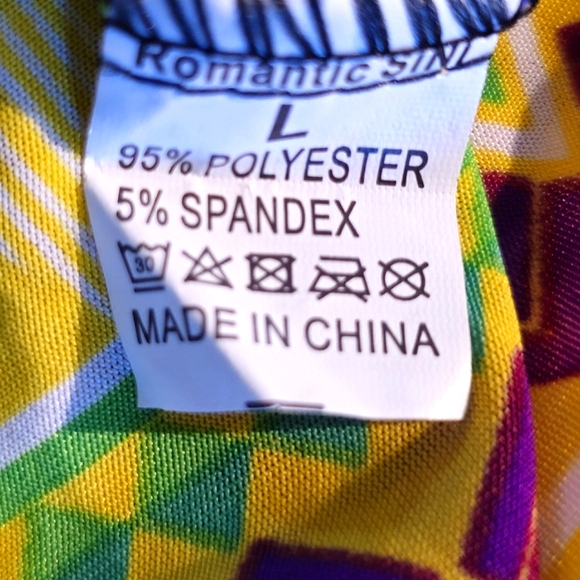 Romantic
L
95% POLYESTER
5% SPANDEX
30
MADE IN CHINA